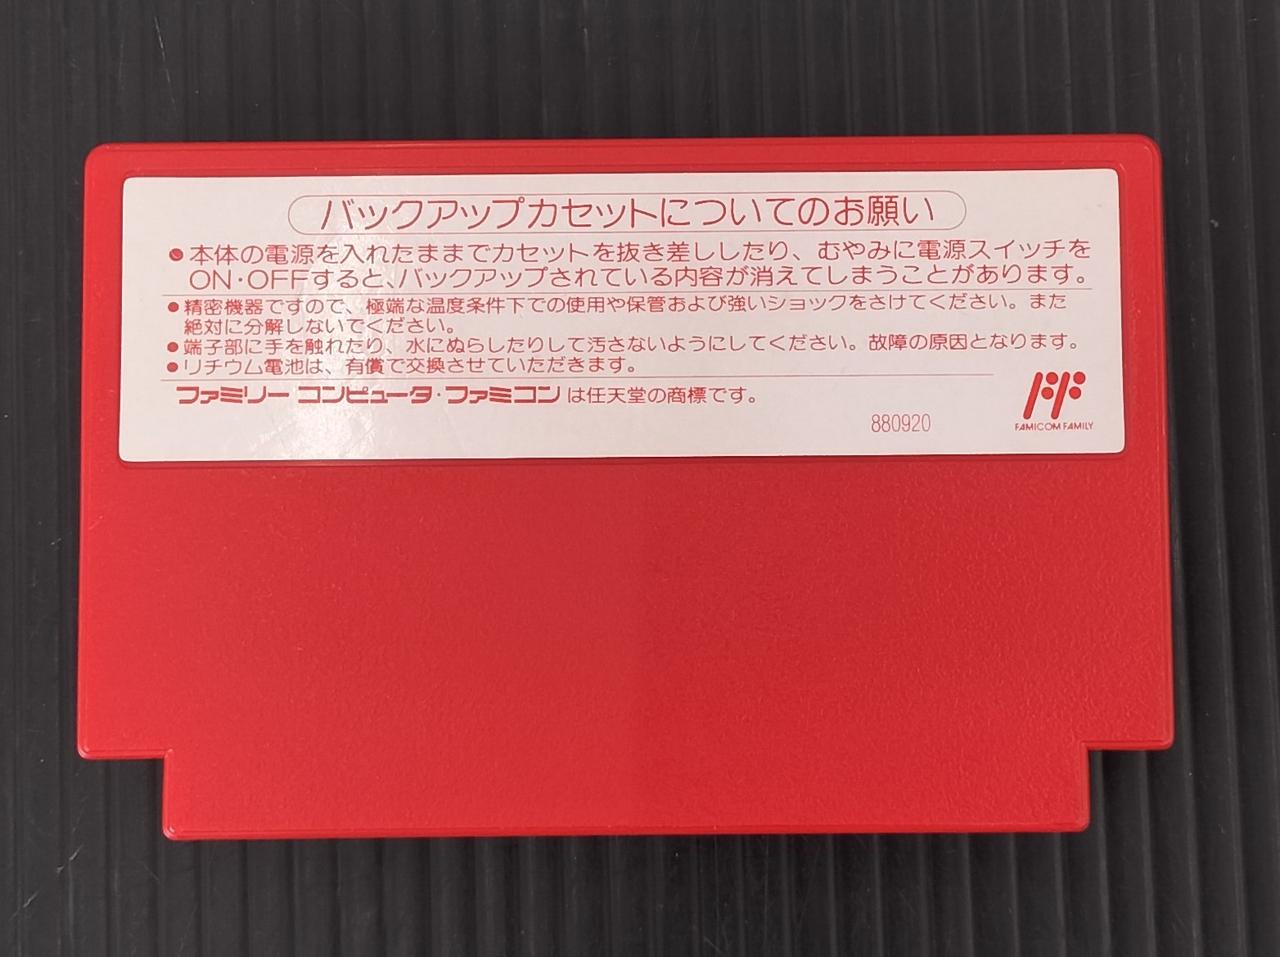 バックアップカセットについてのお願い
●本体の電源を入れたままでカセットを抜き差ししたり、むやみに電源スイッチを
ON・OFFすると、バックアップされている内容が消えてしまうことがあります。
●精密機器ですので、極端な温度条件下での使用や保管および強いショックをさけてください。また
絶対に分解しないでください。
●端子部に手を触れたり、水にぬらしたりして汚さないようにしてください。故障の原因となります。
●リチウム電池は、有償で交換させていただきます。
ファミリー コンピュータ・ファミコンは任天堂の商標です。
880920
FAMICOM FAMILY